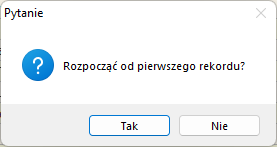 Pytanie
Rozpocząć od pierwszego rekordu?
Tak
Nie